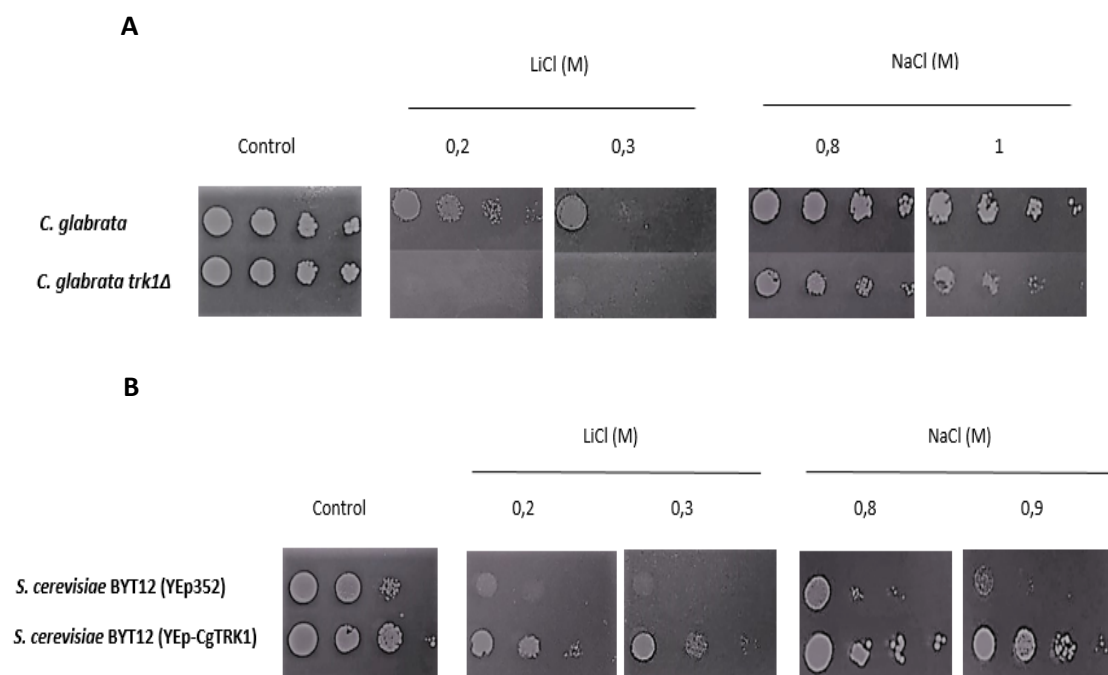 A
LiCl (M)
NaCl (M)
Control
0,2
0,3
0,8
1
C. glabrata
C. glabrata trk1Δ
B
LiCl (M)
NaCl (M)
Control
0,2
0,3
0,8
0,9
S. cerevisiae BYT12 (YEp352)
S. cerevisiae BYT12 (YEp-CgTRK1)